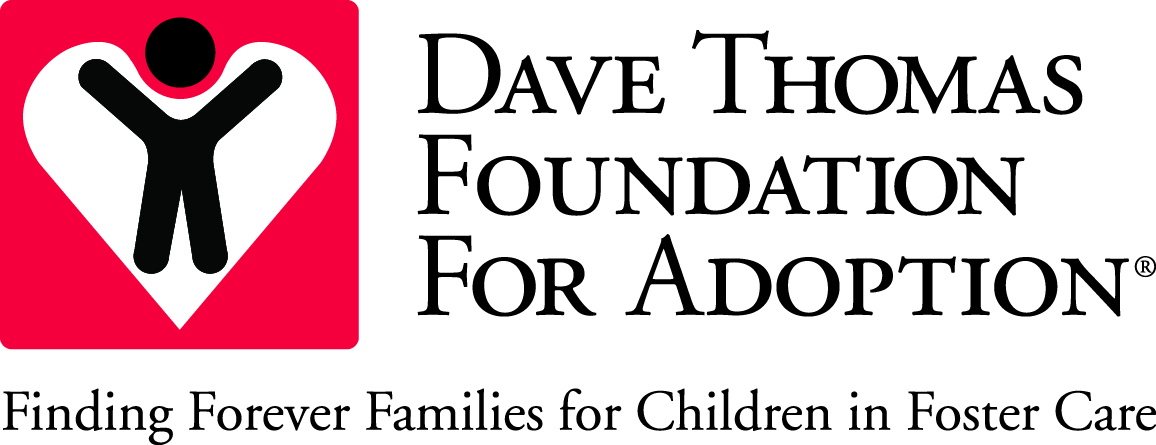 Dave Thomas
Foundation
For Adoption®
Finding Forever Families for Children in Foster Care